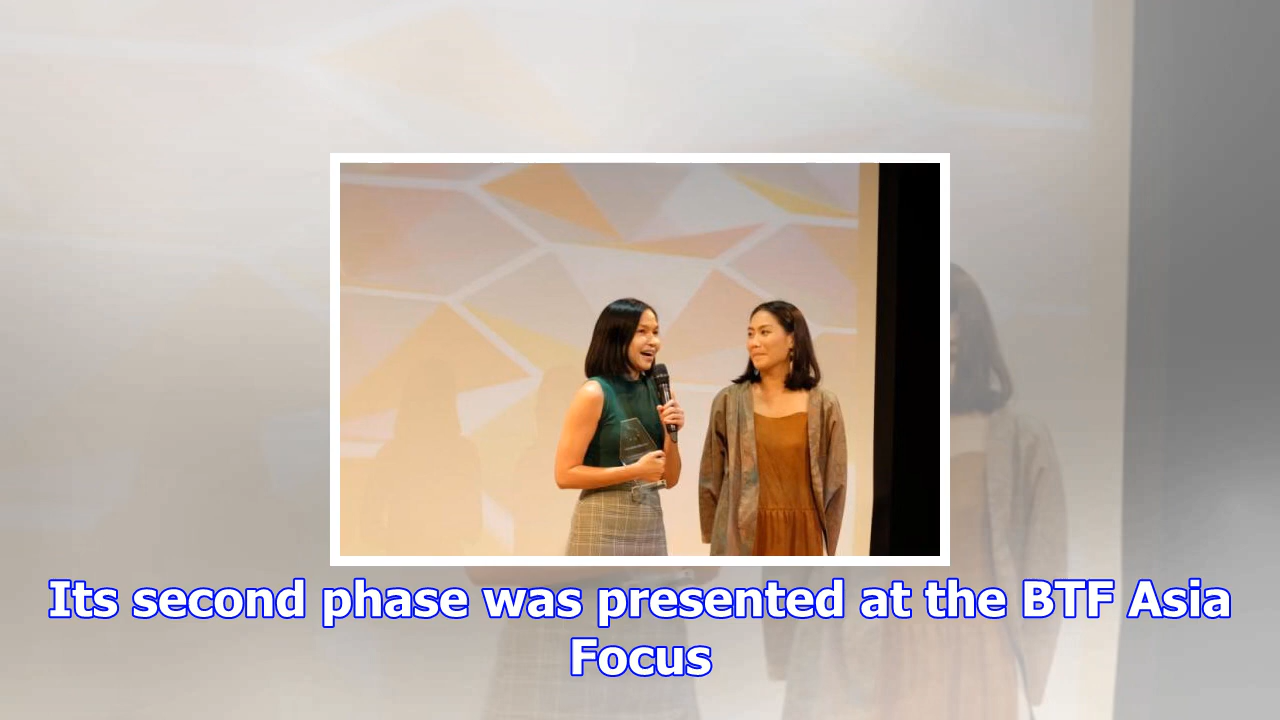 Its second phase was presented at the BTF Asia
Focus